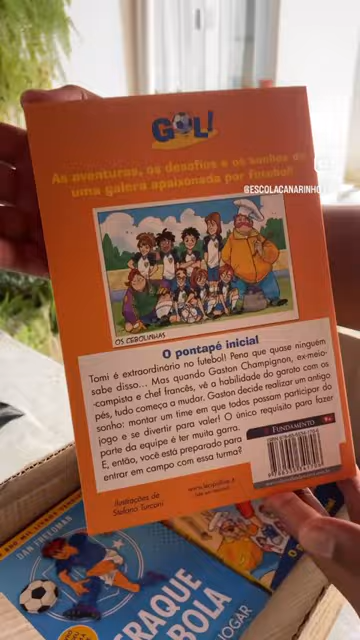 GOL!
@ESCOLACANARINHO
As aventuras, os desafios e os sonhos de
uma galera apaixonada por futebol!
OS CEBOLINHAS
O pontapé inicial
Tomi é extraordinário no futebol! Pena que quase ninguém
sabe disso... Mas quando Gaston Champignon, ex-meio-
-campista e chef francês, vê a habilidade do garoto com os
pés, tudo começa a mudar. Gaston decide realizar um antigo
sonho: montar um time em que todos possam participar do
jogo e se divertir para valer! O único requisito para fazer
parte da equipe é ter muita garra.
E, então, você está preparado para
entrar em campo com essa turma?
FUNDAMENTO
Ilustrações de
Stefano Turconi
DAN FREEDMAN
CRAQUE
BOLA
JOGAR